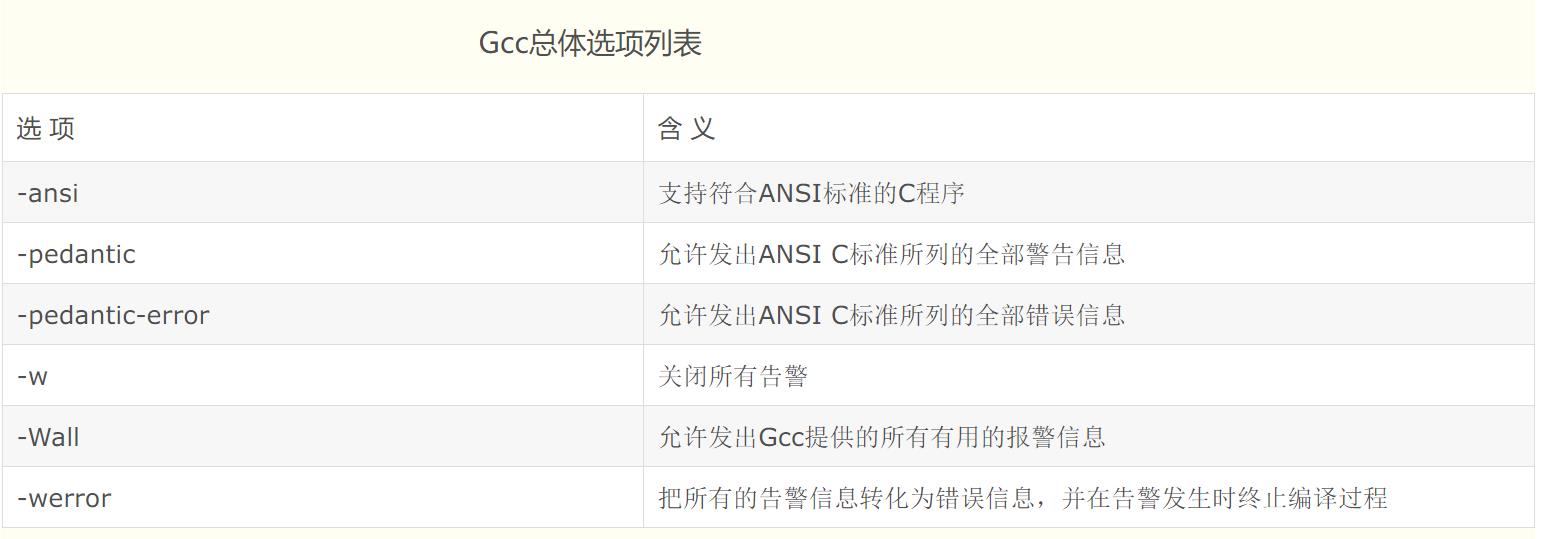 Gcc总体选项列表
选 项 含 义
-ansi 支持符合ANSI标准的C程序
-pedantic 允许发出ANSI C标准所列的全部警告信息
-pedantic-error 允许发出ANSI C标准所列的全部错误信息
-w 关闭所有告警
-Wall 允许发出Gcc提供的所有有用的报警信息
-werror 把所有的告警信息转化为错误信息，并在告警发生时终止编译过程